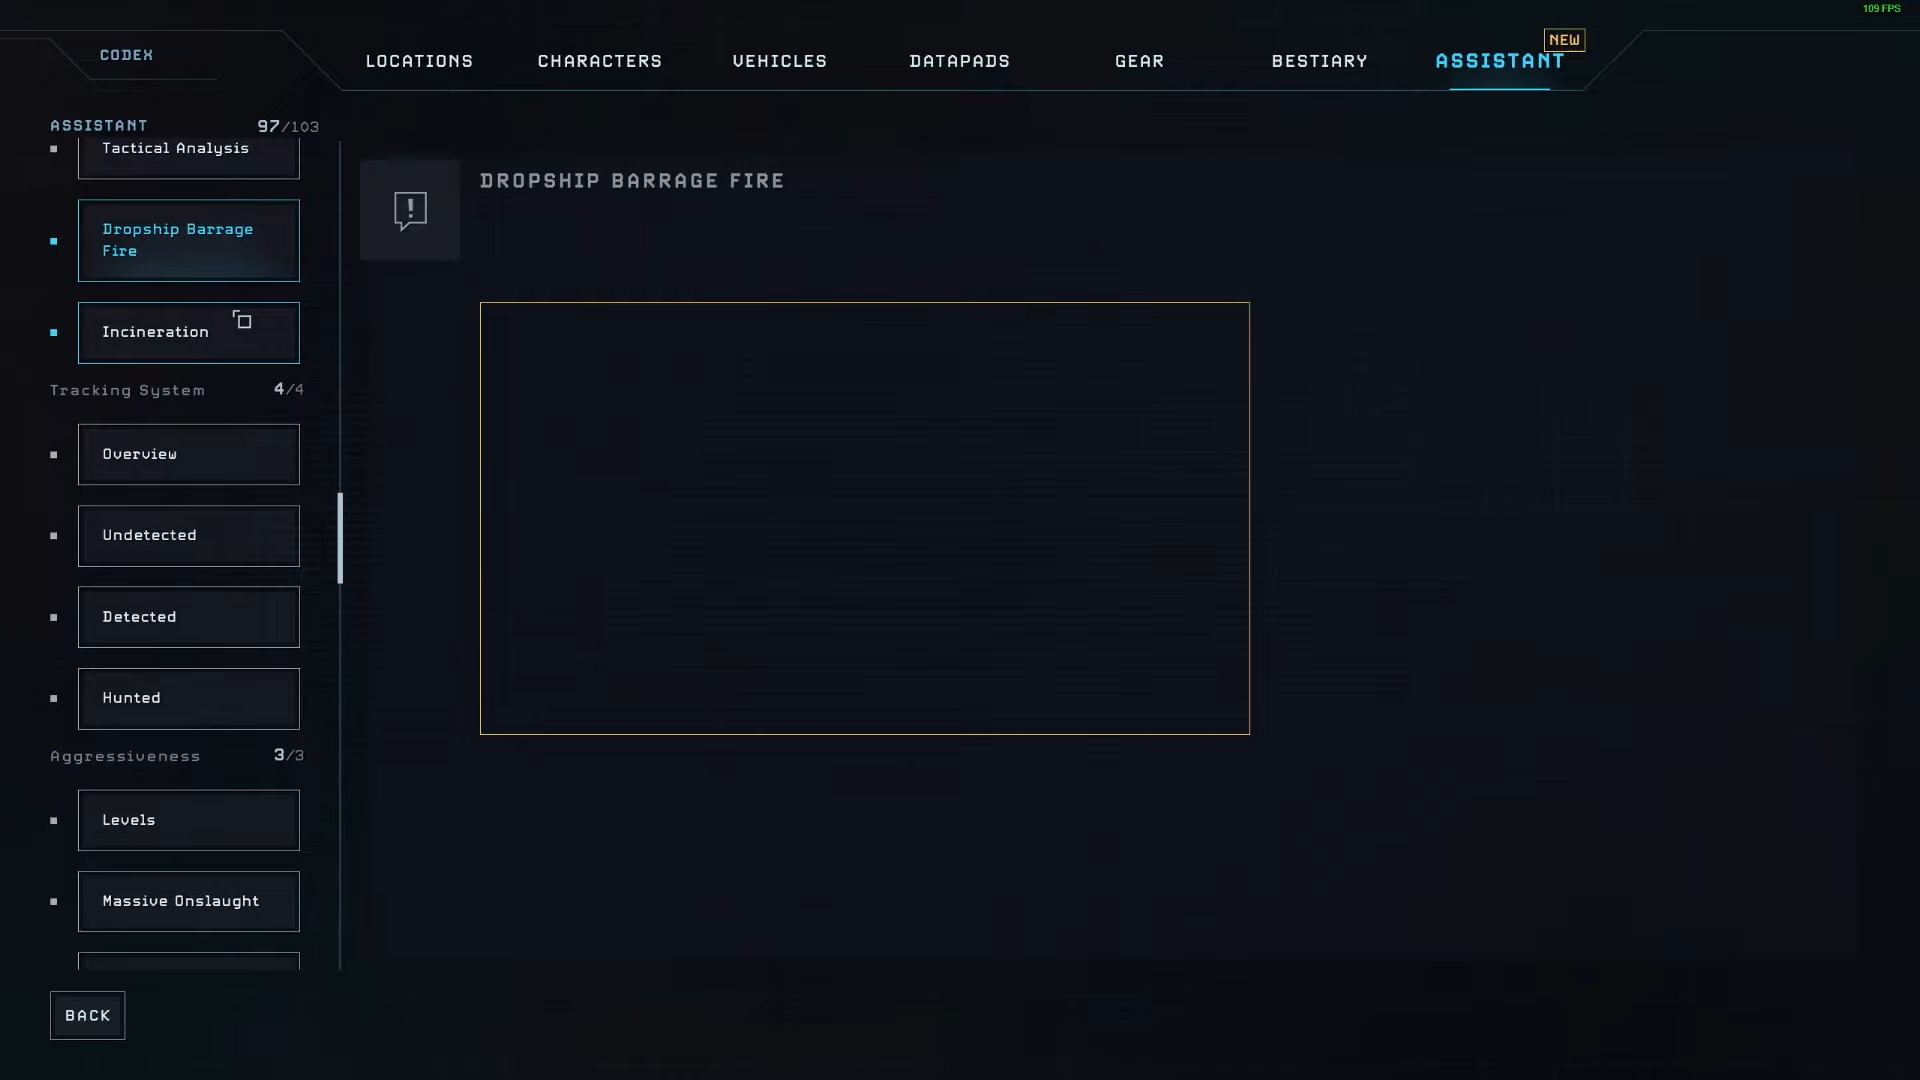 109 FPS
CODEX
LOCATIONS
CHARACTERS
VEHICLES
DATAPADS
GEAR
BESTIARY
ASSISTANT
NEW
ASSISTANT 97/103
Tactical Analysis
Dropship Barrage
Fire
Incineration
Tracking System 4/4
Overview
Undetected
Detected
Hunted
Aggressiveness 3/3
Levels
Massive Onslaught
DROPSHIP BARRAGE FIRE
BACK